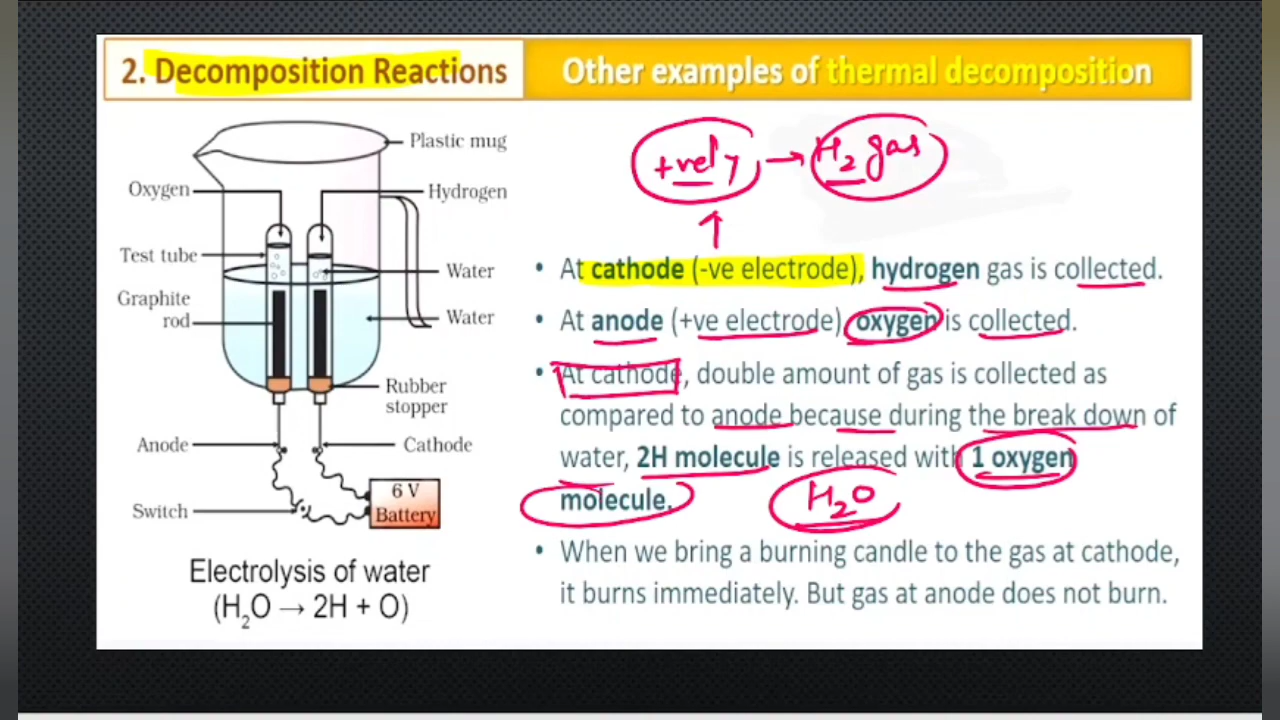 2. Decomposition Reactions
Other examples of thermal decomposition
Plastic mug
Oxygen
Hydrogen
Test tube
Water
Graphite
rod
Water
Rubber
stopper
Anode
Cathode
6 V
Battery
Switch
Electrolysis of water
(H₂O → 2H + O)
+vely → H₂ gas
↑
• At cathode (-ve electrode), hydrogen gas is collected.
• At anode (+ve electrode) oxygen is collected.
• At cathode, double amount of gas is collected as
compared to anode because during the break down of
water, 2H molecule is released with 1 oxygen
molecule.
H₂O
• When we bring a burning candle to the gas at cathode,
it burns immediately. But gas at anode does not burn.